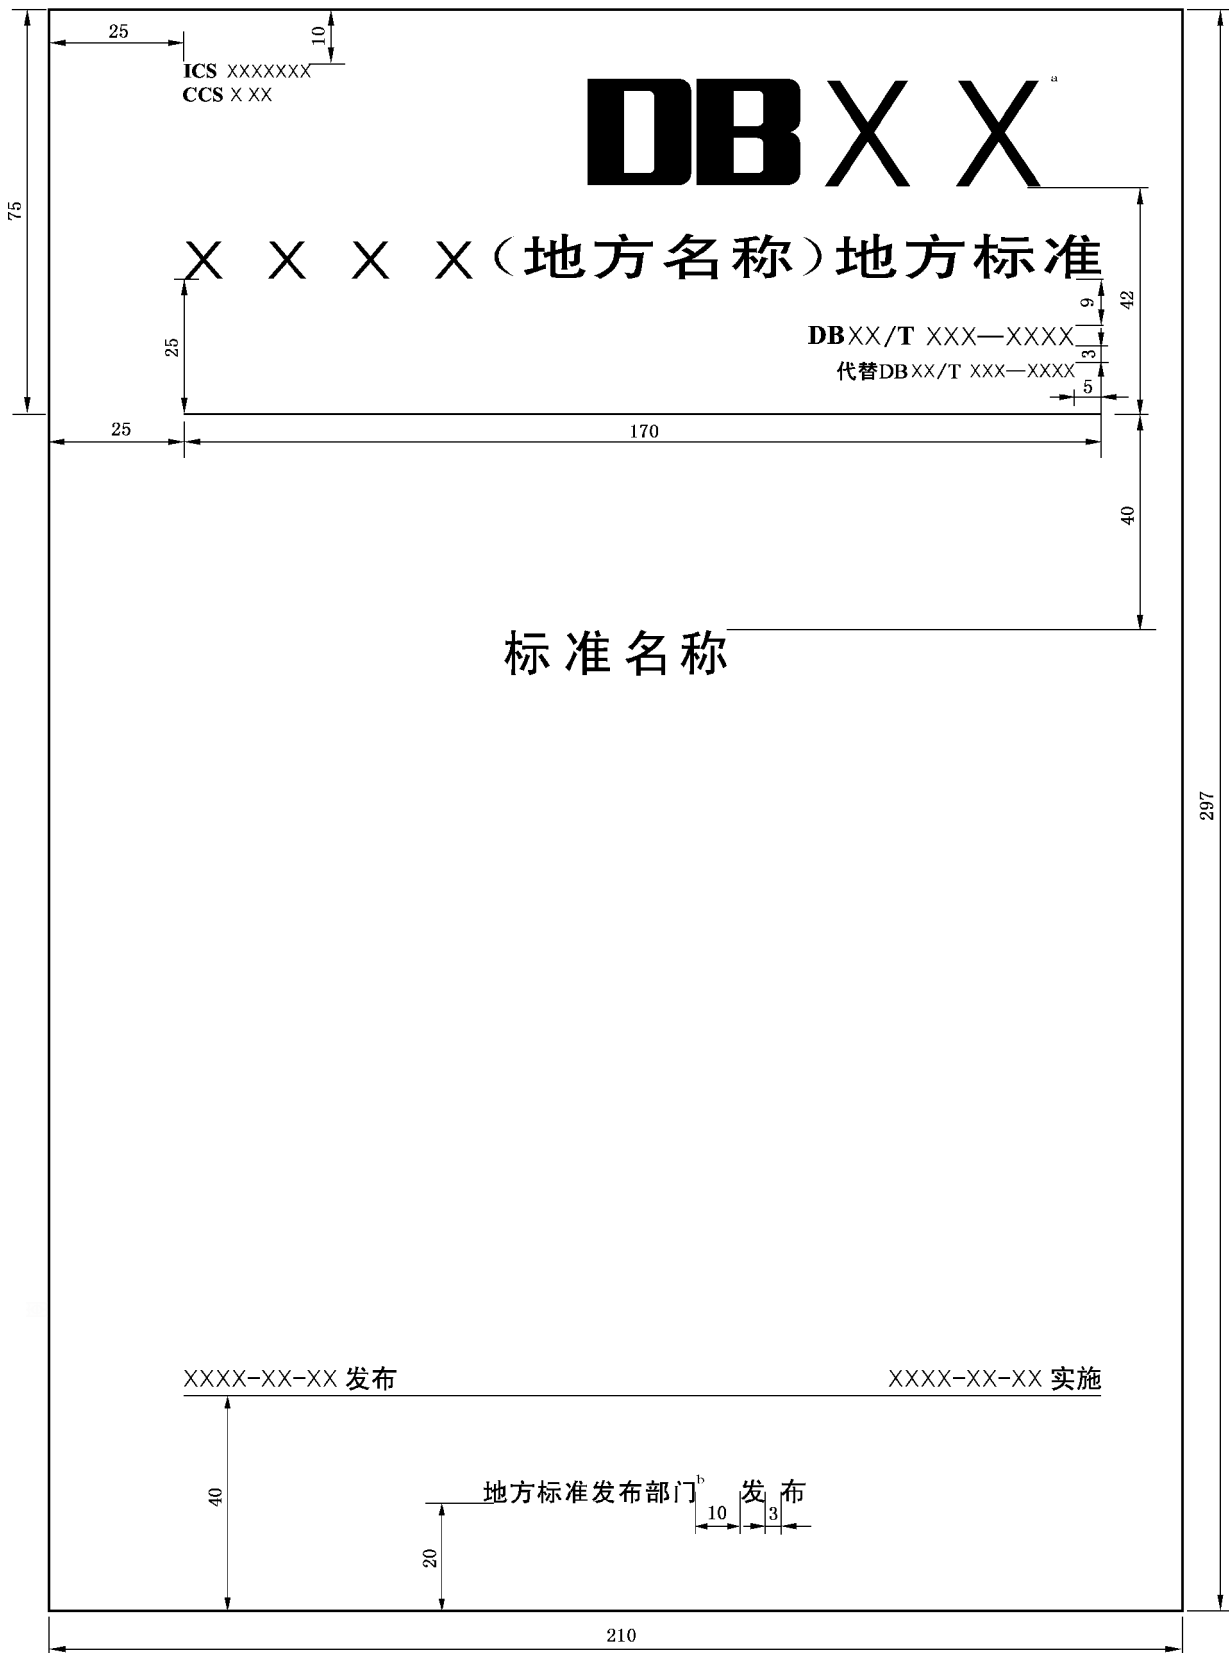 25
10
ICS XXXXXXX
CCS X XX
DBXX a
75
X X X X(地方名称)地方标准
42
9
25
DBXX/T XXX—XXXX
3
代替DBXX/T XXX—XXXX
5
25
170
40
标准名称
297
XXXX-XX-XX 发布
XXXX-XX-XX 实施
40
地方标准发布部门b 发布
10
3
20
210